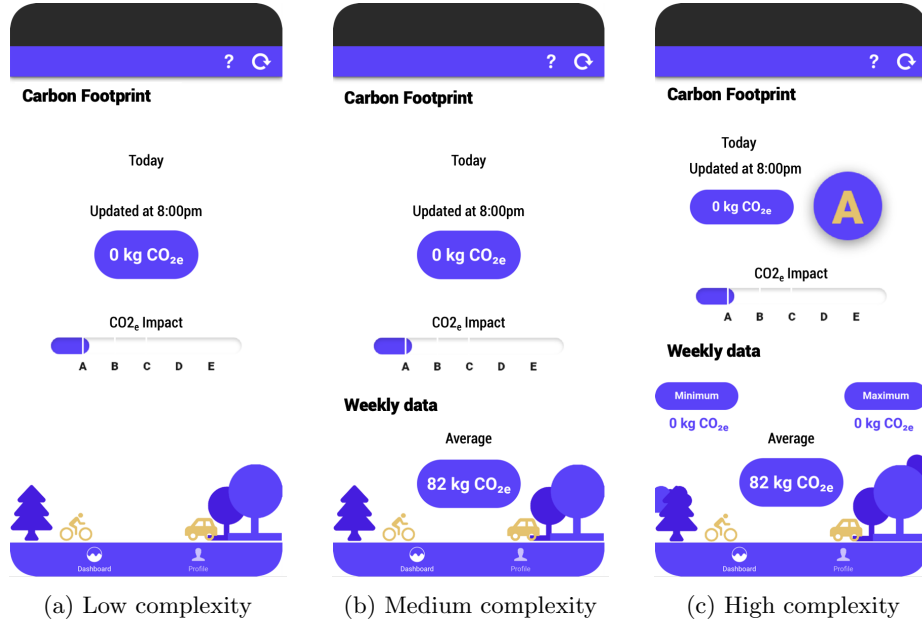 ?
Carbon Footprint
Today
Updated at 8:00pm
0 kg CO₂ₑ
CO2ₑ Impact
A B C D E
Dashboard Profile
(a) Low complexity
?
Carbon Footprint
Today
Updated at 8:00pm
0 kg CO₂ₑ
CO2ₑ Impact
A B C D E
Weekly data
Average
82 kg CO₂ₑ
Dashboard Profile
(b) Medium complexity
?
Carbon Footprint
Today
Updated at 8:00pm
0 kg CO₂ₑ
A
CO2ₑ Impact
A B C D E
Weekly data
Minimum Maximum
0 kg CO₂ₑ 0 kg CO₂ₑ
Average
82 kg CO₂ₑ
Dashboard Profile
(c) High complexity